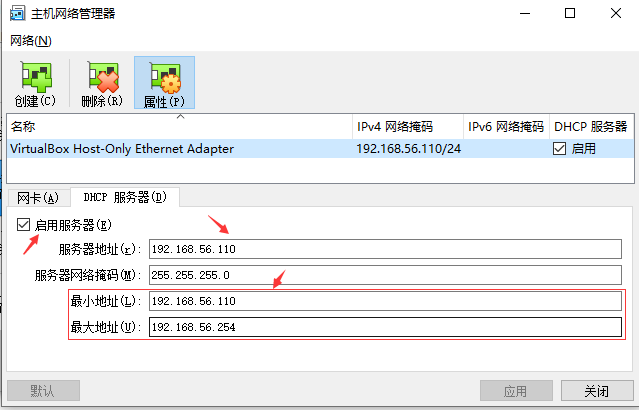 主机网络管理器
网络(N)
创建(C) 删除(R) 属性(P)
名称 IPv4 网络掩码 IPv6 网络掩码 DHCP 服务器
VirtualBox Host-Only Ethernet Adapter 192.168.56.110/24 启用
网卡(A) DHCP 服务器(D)
启用服务器(E)
服务器地址(r): 192.168.56.110
服务器网络掩码(M): 255.255.255.0
最小地址(L): 192.168.56.110
最大地址(U): 192.168.56.254
默认 应用 关闭